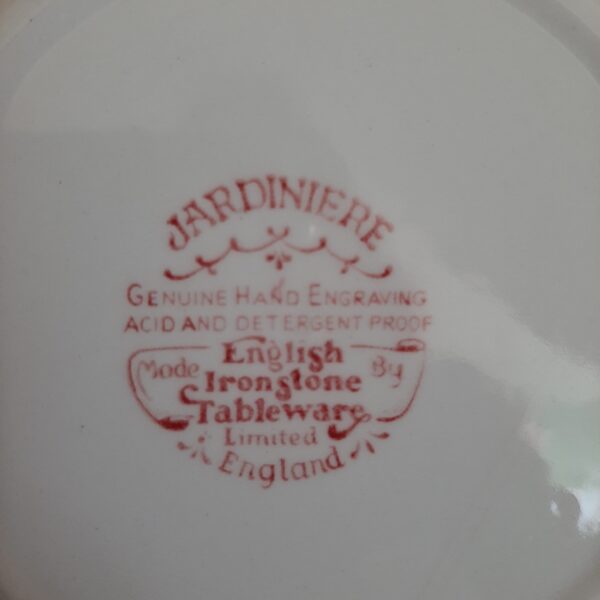 JARDINIERE
GENUINE HAND ENGRAVING
ACID AND DETERGENT PROOF
Made English By
Ironstone
Tableware
Limited
England